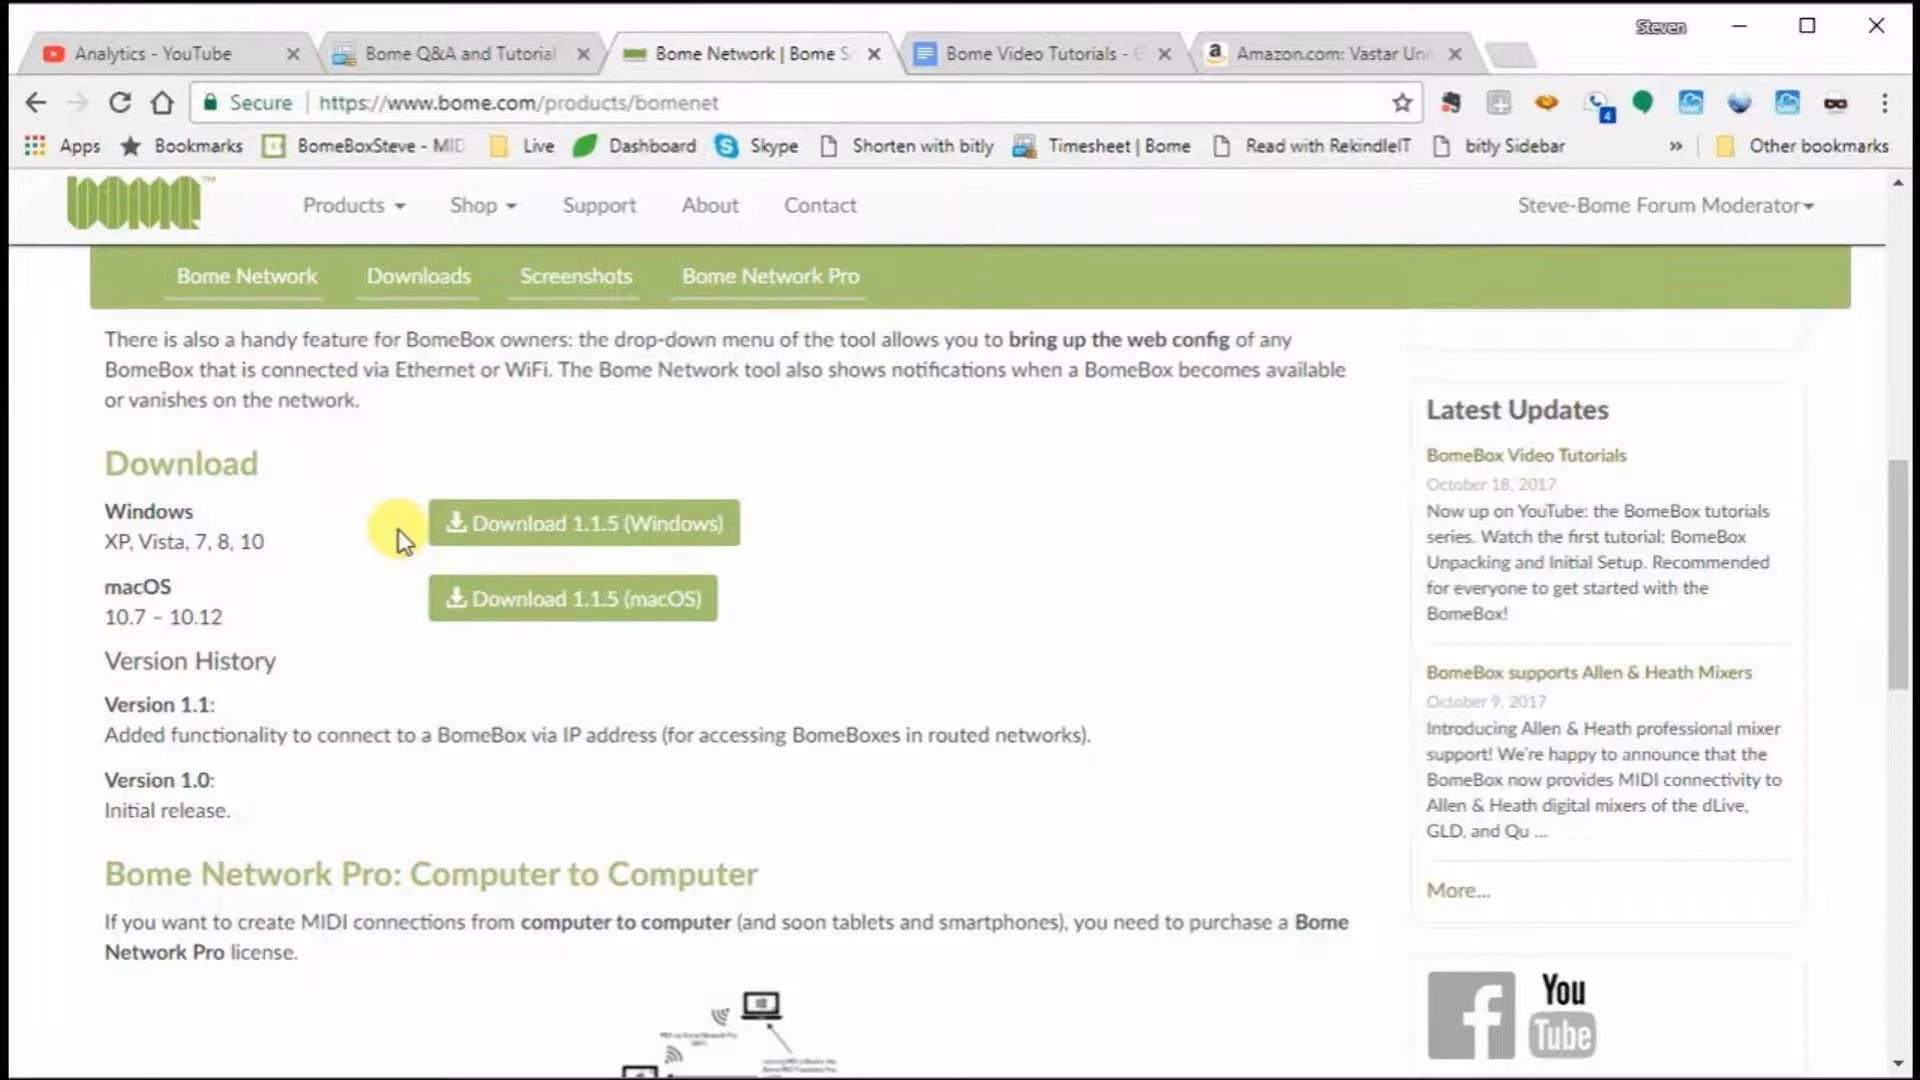 Steven
Analytics - YouTube
Bome Q&A and Tutorial
Bome Network | Bome S
Bome Video Tutorials - G
Amazon.com: Vastar Uni
Secure
https://www.bome.com/products/bomenet
4
Apps
Bookmarks
BomeBoxSteve - MID
Live
Dashboard
Skype
Shorten with bitly
Timesheet | Bome
Read with RekindleIT
bitly Sidebar
»
Other bookmarks
BOME™
Products
Shop
Support
About
Contact
Steve-Bome Forum Moderator
Bome Network
Downloads
Screenshots
Bome Network Pro
There is also a handy feature for BomeBox owners: the drop-down menu of the tool allows you to bring up the web config of any
BomeBox that is connected via Ethernet or WiFi. The Bome Network tool also shows notifications when a BomeBox becomes available
or vanishes on the network.
Download
Windows
XP, Vista, 7, 8, 10
Download 1.1.5 (Windows)
macOS
10.7 – 10.12
Download 1.1.5 (macOS)
Version History
Version 1.1:
Added functionality to connect to a BomeBox via IP address (for accessing BomeBoxes in routed networks).
Version 1.0:
Initial release.
Bome Network Pro: Computer to Computer
If you want to create MIDI connections from computer to computer (and soon tablets and smartphones), you need to purchase a Bome
Network Pro license.
Latest Updates
BomeBox Video Tutorials
October 18, 2017
Now up on YouTube: the BomeBox tutorials
series. Watch the first tutorial: BomeBox
Unpacking and Initial Setup. Recommended
for everyone to get started with the
BomeBox!
BomeBox supports Allen & Heath Mixers
October 9, 2017
Introducing Allen & Heath professional mixer
support! We're happy to announce that the
BomeBox now provides MIDI connectivity to
Allen & Heath digital mixers of the dLive,
GLD, and Qu ...
More...
f
You
Tube